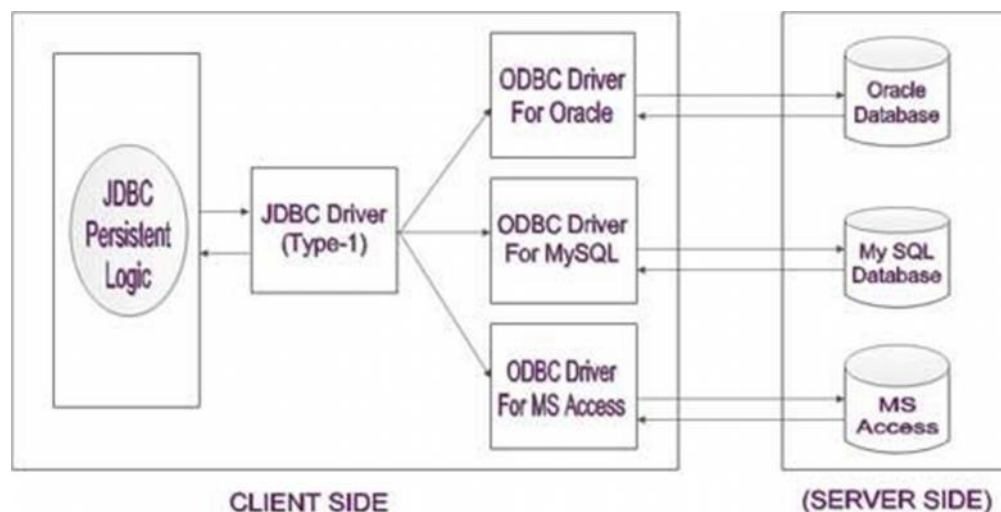 JDBC
Persistent
Logic
JDBC Driver
(Type-1)
ODBC Driver
For Oracle
ODBC Driver
For MySQL
ODBC Driver
For MS Access
Oracle
Database
My SQL
Database
MS
Access
CLIENT SIDE
(SERVER SIDE)